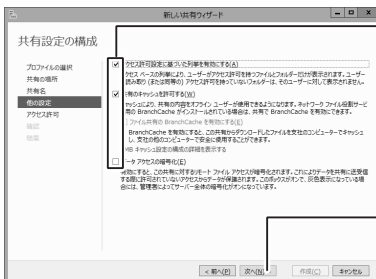 新しい共有ウィザード
共有設定の構成
プロファイルの選択
共有の場所
共有名
他の設定
アクセス許可
確認
結果
クセス許可設定に基づいた列挙を有効にする(A)
クセス ベースの列挙により、ユーザーがアクセス許可を持つファイルとフォルダーだけが表示されます。ユーザー
読み取り (または同等の) アクセス許可を持っていないフォルダーは、そのユーザーに対して表示されません。
有のキャッシュを許可する(W)
ャッシュにより、共有の内容をオフライン ユーザーが使用できるようになります。ネットワーク ファイル用
BranchCache がインストールされている場合は、共有で BranchCache を有効にできます。
ファイル共有の BranchCache を有効にする(E)
BranchCache を有効にすると、この共有からダウンロードしたファイルを支社のコンピューターでキャッシュ
し、支社の他のコンピューターで安全に使用することができます。
MB キャッシュ設定の構成の詳細を表示する
ータ アクセスの暗号化(E)
効にすると、この共有に対するリモート ファイル アクセスが暗号化されます。これによりデータを共有に送受信
する際に許可されていないアクセスからデータが保護されます。このボックスがオンで、灰色表示になっている場
合には、管理者によってサーバー全体の暗号化がオンになっています。
< 前へ(P)
次へ(N)
作成(C)
キャンセル